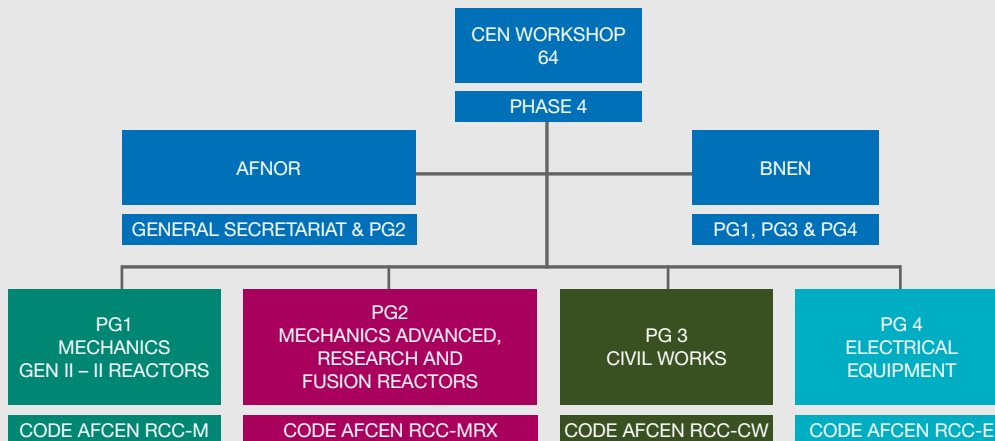 CEN WORKSHOP
64
PHASE 4
AFNOR
BNEN
GENERAL SECRETARIAT & PG2
PG1, PG3 & PG4
PG1
MECHANICS
GEN II – II REACTORS
PG2
MECHANICS ADVANCED,
RESEARCH AND
FUSION REACTORS
PG 3
CIVIL WORKS
PG 4
ELECTRICAL
EQUIPMENT
CODE AFCEN RCC-M
CODE AFCEN RCC-MRX
CODE AFCEN RCC-CW
CODE AFCEN RCC-E